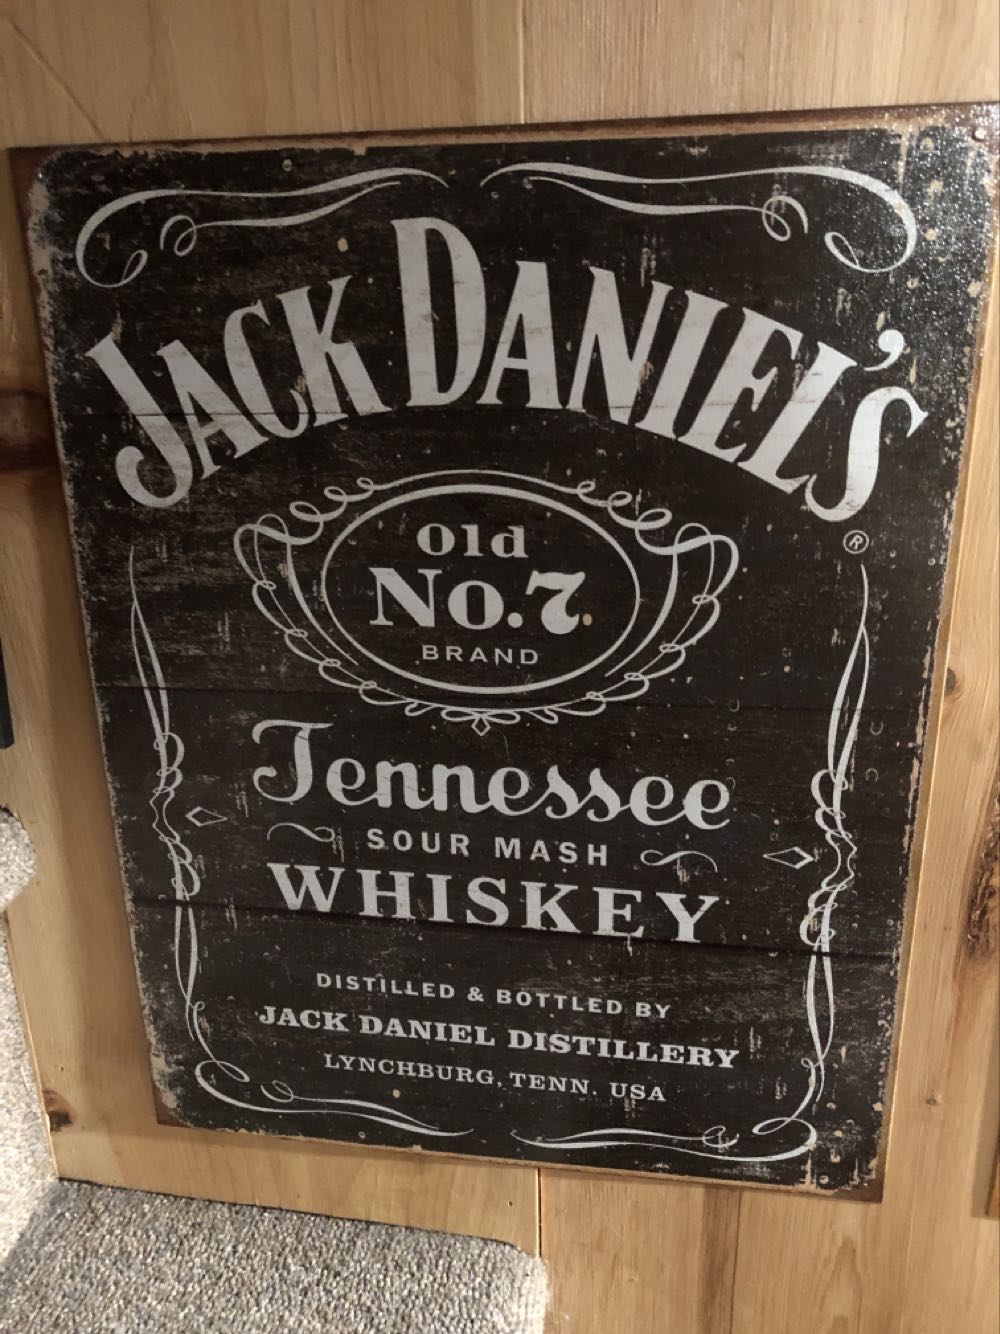 JACK DANIEL'S
®
Old
No.7
BRAND
Tennessee
SOUR MASH
WHISKEY
DISTILLED & BOTTLED BY
JACK DANIEL DISTILLERY
LYNCHBURG, TENN. USA